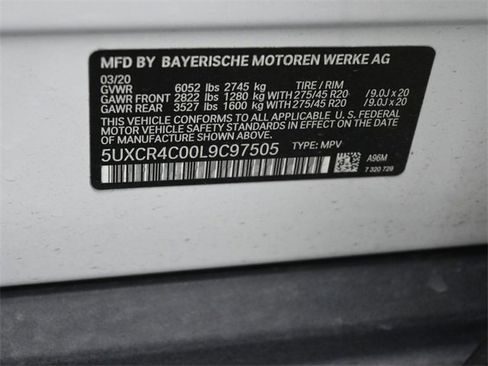 MFD BY BAYERISCHE MOTOREN WERKE AG
03/20
GVWR 6052 lbs 2745 kg TIRE / RIM
GAWR FRONT 2822 lbs 1280 kg WITH 275/45 R20 /9.0J x 20
GAWR REAR 3527 lbs 1600 kg WITH 275/45 R20 /9.0J x 20
THIS VEHICLE CONFORMS TO ALL APPLICABLE U. S. FEDERAL
MOTOR VEHICLE SAFETY STANDARDS IN EFFECT ON THE DATE
OF MANUFACTURE SHOWN ABOVE.
5UXCR4C00L9C97505 TYPE: MPV
A96M
7 320 729